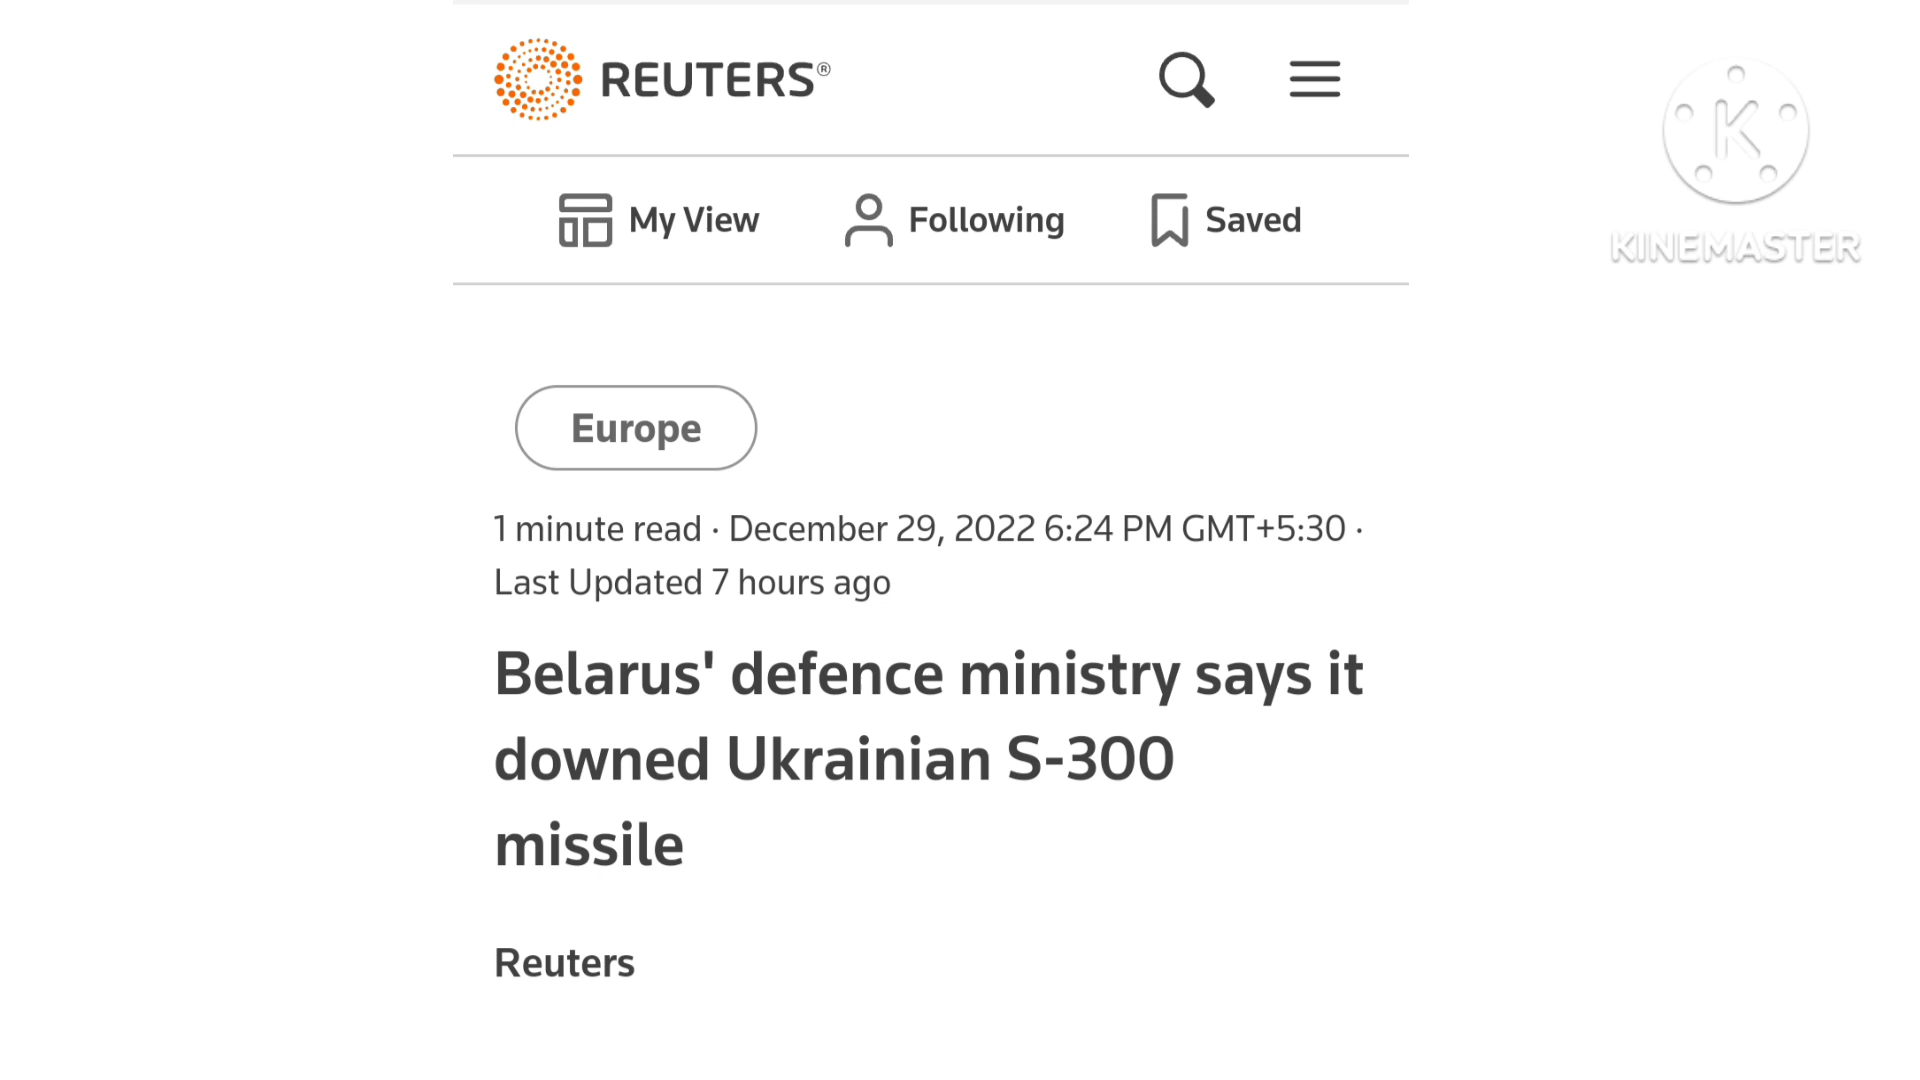 REUTERS®
K
KINEMASTER
My View Following Saved
Europe
1 minute read · December 29, 2022 6:24 PM GMT+5:30 ·
Last Updated 7 hours ago
Belarus' defence ministry says it
downed Ukrainian S-300
missile
Reuters